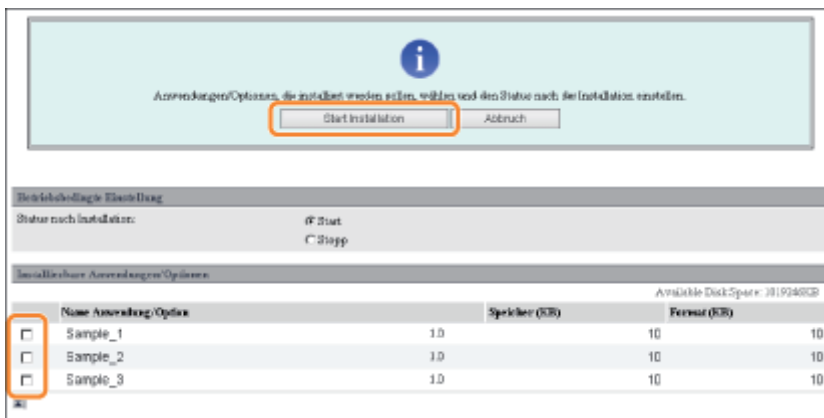 Anwendungen/Optionen, die installiert werden sollen, wählen und den Status nach der Installation einstellen.
Start Installation Abbruch
Betriebsbedingte Einstellung
Status nach Installation: Start
Stopp
Installierbare Anwendungen/Optionen
Available Disk Space: 1019246KB
Name Anwendung/Option Speicher (KB) Format (KB)
Sample_1 1.0 10 10
Sample_2 1.0 10 10
Sample_3 1.0 10 10